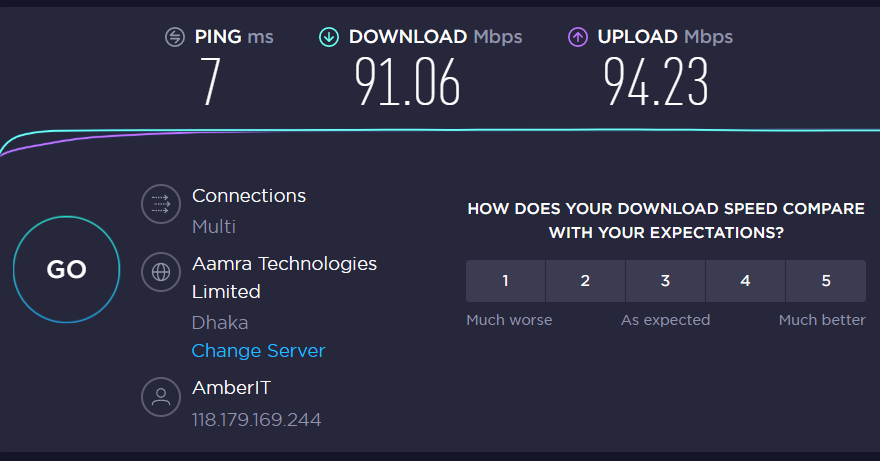 PING ms
7
DOWNLOAD Mbps
91.06
UPLOAD Mbps
94.23
GO
Connections
Multi
Aamra Technologies
Limited
Dhaka
Change Server
AmberIT
118.179.169.244
HOW DOES YOUR DOWNLOAD SPEED COMPARE
WITH YOUR EXPECTATIONS?
1 2 3 4 5
Much worse As expected Much better